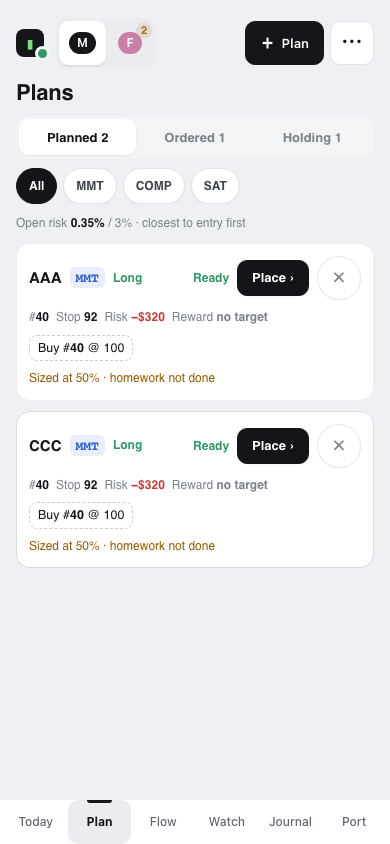 M F 2 + Plan ...
Plans
Planned 2 Ordered 1 Holding 1
All MMT COMP SAT
Open risk 0.35% / 3% · closest to entry first
AAA MMT Long Ready Place › ✕
#40 Stop 92 Risk –$320 Reward no target
Buy #40 @ 100
Sized at 50% · homework not done
CCC MMT Long Ready Place › ✕
#40 Stop 92 Risk –$320 Reward no target
Buy #40 @ 100
Sized at 50% · homework not done
Today Plan Flow Watch Journal Port